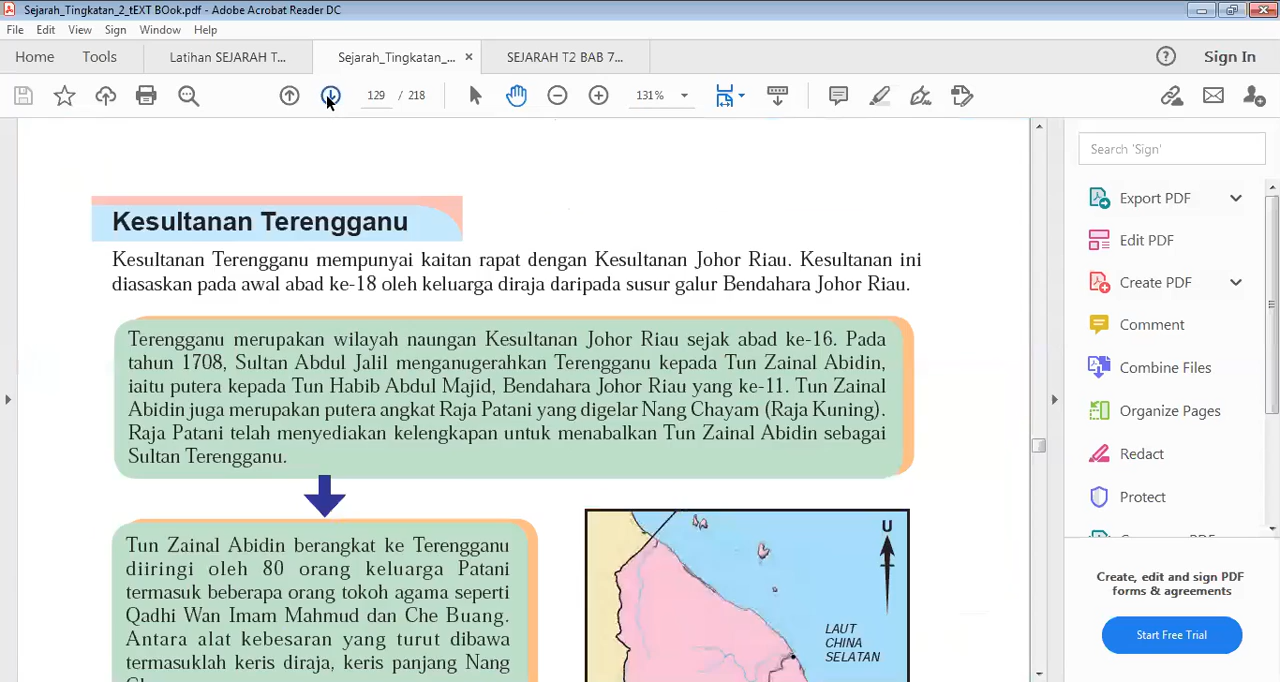 Sejarah_Tingkatan_2_tEXT BOok.pdf - Adobe Acrobat Reader DC
File Edit View Sign Window Help
Home Tools Latihan SEJARAH T... Sejarah_Tingkatan_... × SEJARAH T2 BAB 7... Sign In
129 / 218 131%
Search 'Sign'
Export PDF
Edit PDF
Create PDF
Comment
Combine Files
Organize Pages
Redact
Protect
Create, edit and sign PDF
forms & agreements
Start Free Trial
Kesultanan Terengganu
Kesultanan Terengganu mempunyai kaitan rapat dengan Kesultanan Johor Riau. Kesultanan ini
diasaskan pada awal abad ke-18 oleh keluarga diraja daripada susur galur Bendahara Johor Riau.
Terengganu merupakan wilayah naungan Kesultanan Johor Riau sejak abad ke-16. Pada
tahun 1708, Sultan Abdul Jalil menganugerahkan Terengganu kepada Tun Zainal Abidin,
iaitu putera kepada Tun Habib Abdul Majid, Bendahara Johor Riau yang ke-11. Tun Zainal
Abidin juga merupakan putera angkat Raja Patani yang digelar Nang Chayam (Raja Kuning).
Raja Patani telah menyediakan kelengkapan untuk menabalkan Tun Zainal Abidin sebagai
Sultan Terengganu.
Tun Zainal Abidin berangkat ke Terengganu
diiringi oleh 80 orang keluarga Patani
termasuk beberapa orang tokoh agama seperti
Qadhi Wan Imam Mahmud dan Che Buang.
Antara alat kebesaran yang turut dibawa
termasuklah keris diraja, keris panjang Nang
U
LAUT
CHINA
SELATAN